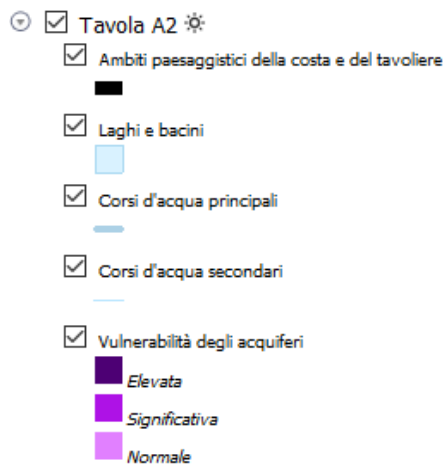 Tavola A2
Ambiti paesaggistici della costa e del tavoliere
Laghi e bacini
Corsi d'acqua principali
Corsi d'acqua secondari
Vulnerabilità degli acquiferi
Elevata
Significativa
Normale